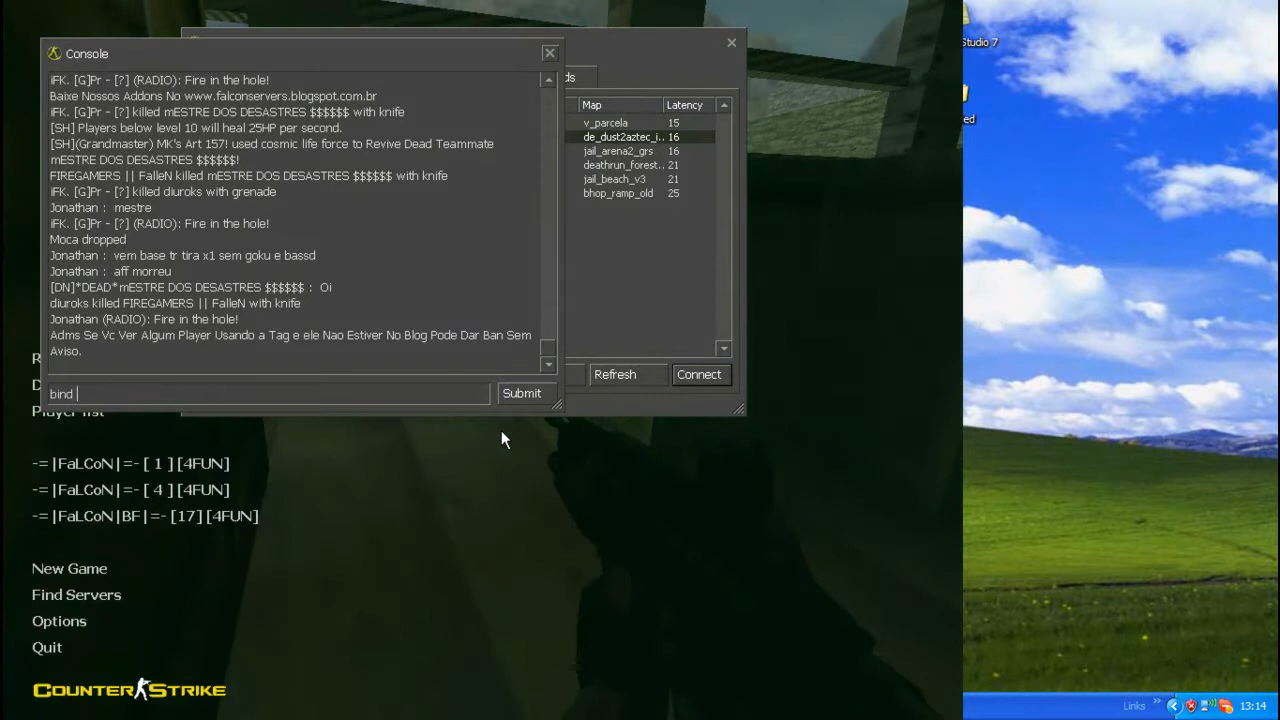 Studio 7
ed
Console
iFK. [G]Pr - [?] (RADIO): Fire in the hole!
Baixe Nossos Addons No www.falconservers.blogspot.com.br
iFK. [G]Pr - [?] killed mESTRE DOS DESASTRES $$$$$$ with knife
[SH] Players below level 10 will heal 25HP per second.
[SH](Grandmaster) MK's Art 157! used cosmic life force to Revive Dead Teammate
mESTRE DOS DESASTRES $$$$$$!
FIREGAMERS || FalleN killed mESTRE DOS DESASTRES $$$$$$ with knife
iFK. [G]Pr - [?] killed diuroks with grenade
Jonathan : mestre
iFK. [G]Pr - [?] (RADIO): Fire in the hole!
Moca dropped
Jonathan : vem base tr tira x1 sem goku e bassd
Jonathan : aff morreu
[DN]*DEAD*mESTRE DOS DESASTRES $$$$$$ : Oi
diuroks killed FIREGAMERS || FalleN with knife
Jonathan (RADIO): Fire in the hole!
Adms Se Vc Ver Algum Player Usando a Tag e ele Nao Estiver No Blog Pode Dar Ban Sem
Aviso.
bind
Submit
ds
Map Latency
v_parcela 15
de_dust2aztec_i.. 16
jail_arena2_grs 16
deathrun_forest.. 21
jail_beach_v3 21
bhop_ramp_old 25
Refresh Connect
R
D
Player list
-= |FaLCoN|=- [ 1 ][4FUN]
-= |FaLCoN|=- [ 4 ][4FUN]
-= |FaLCoN|BF|=- [17][4FUN]
New Game
Find Servers
Options
Quit
COUNTER STRIKE
Links » 13:14